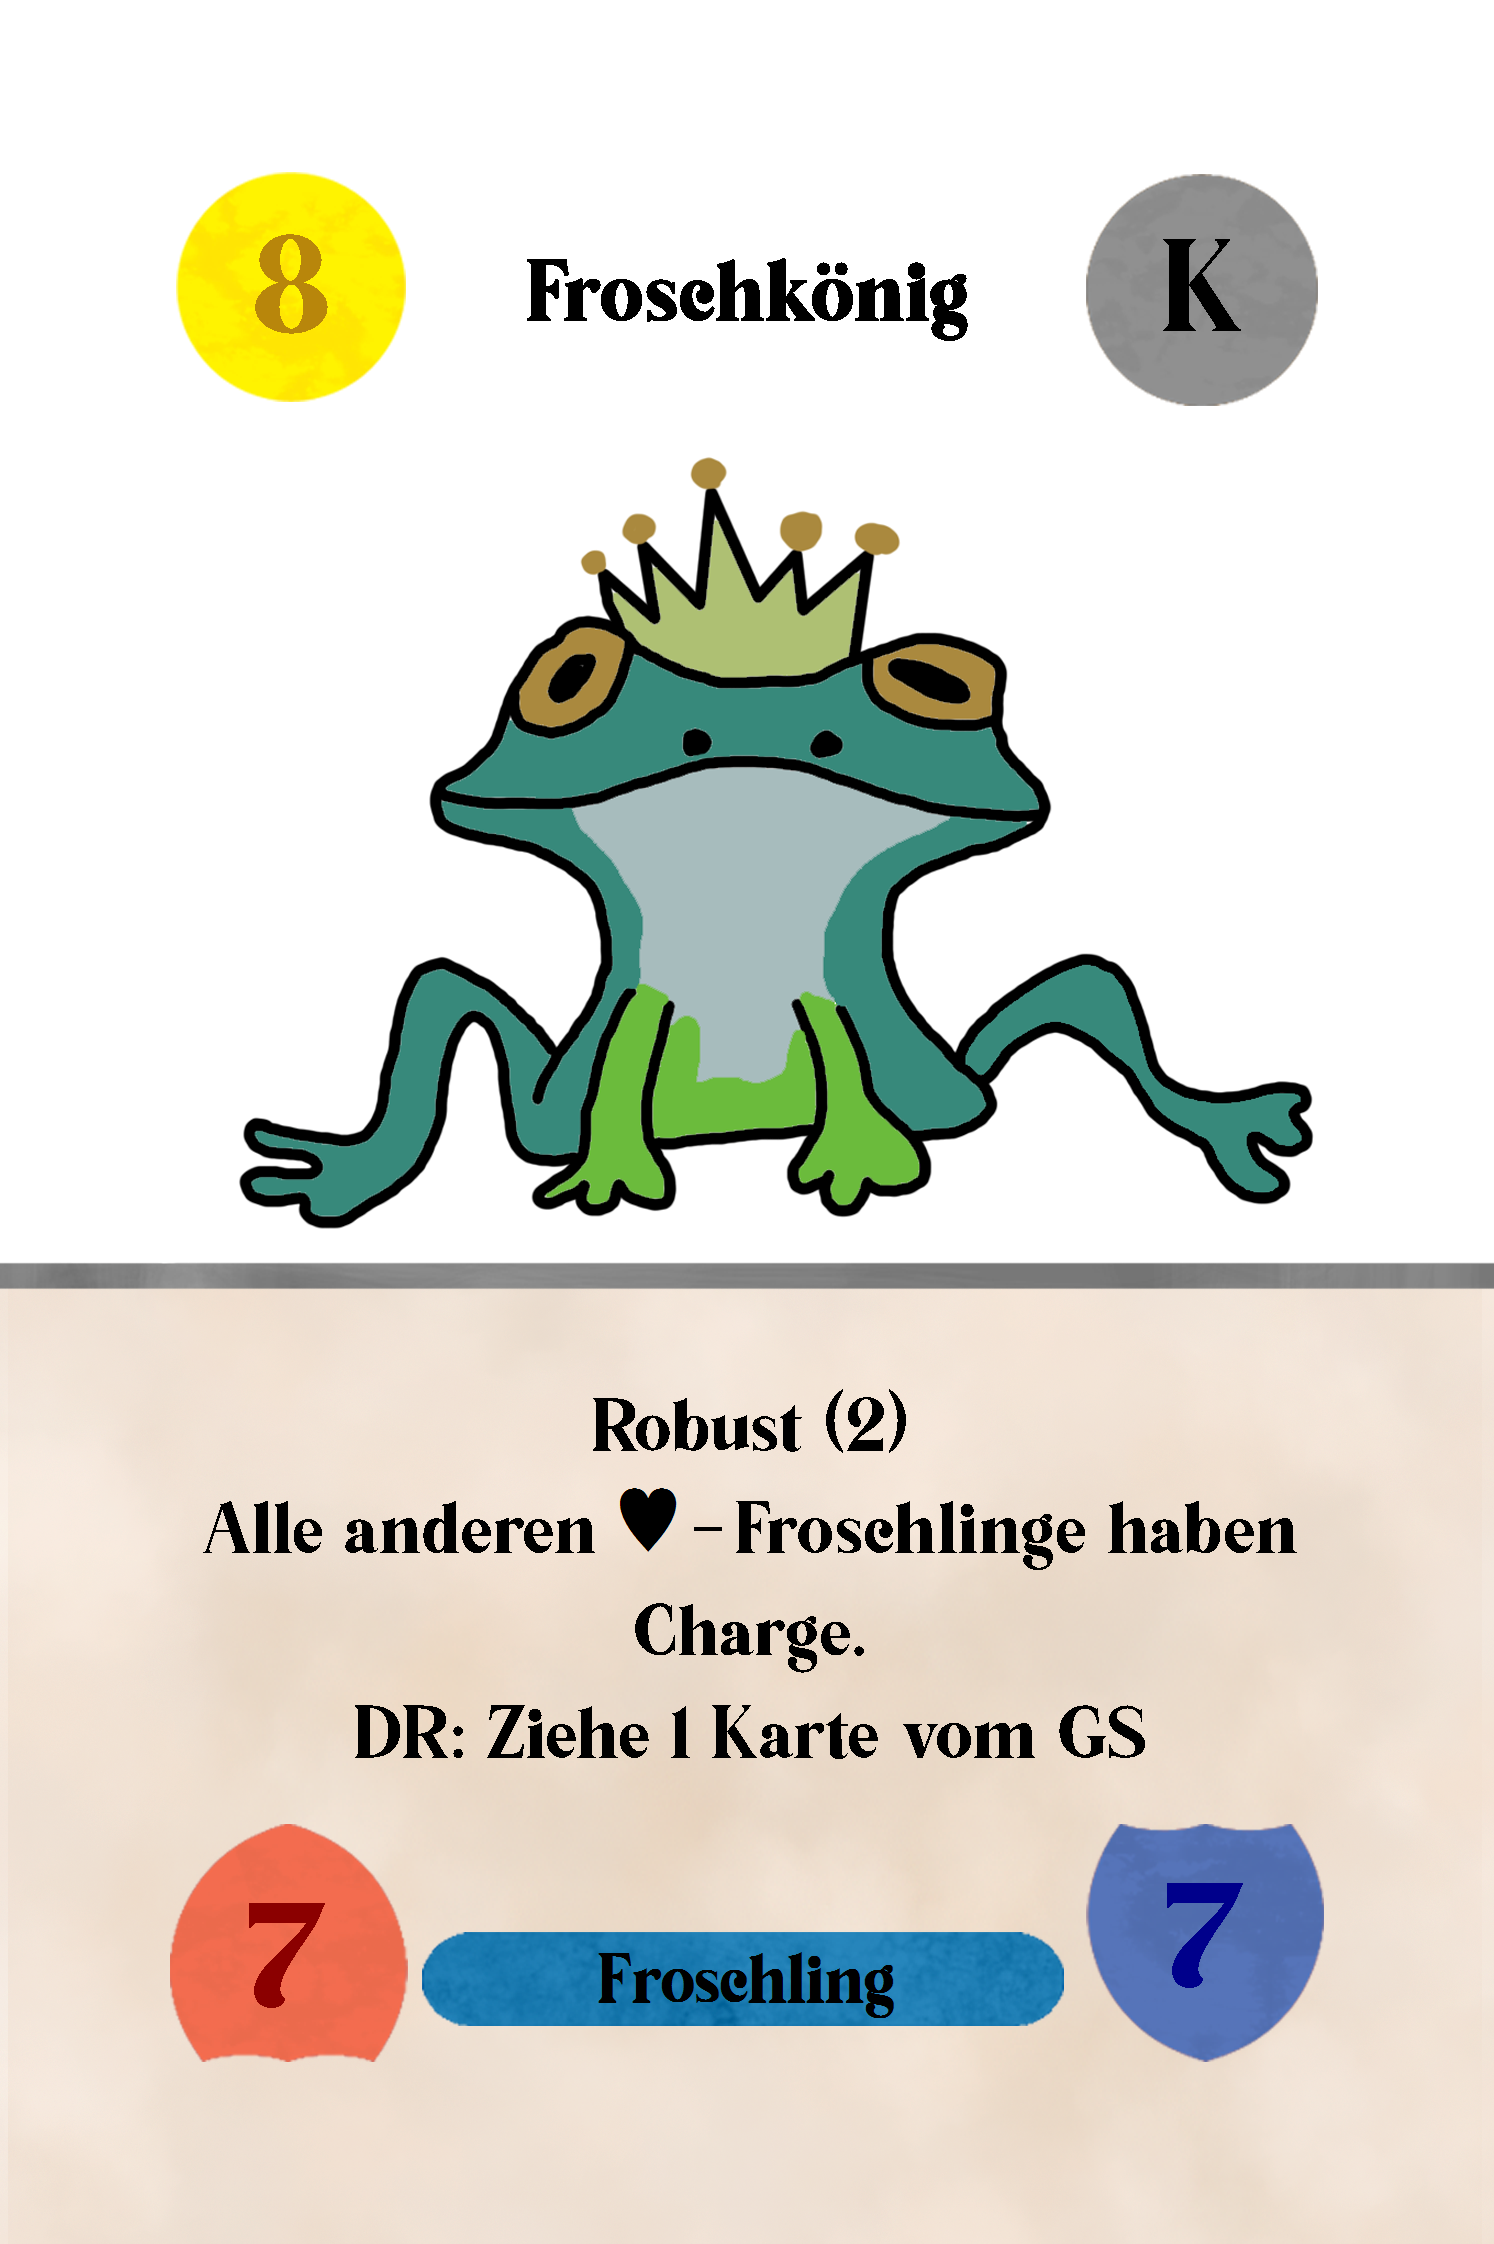 8 Froschkönig K
Robust (2)
Alle anderen ♥ – Froschlinge haben
Charge.
DR: Ziehe 1 Karte vom GS
7 Froschling 7